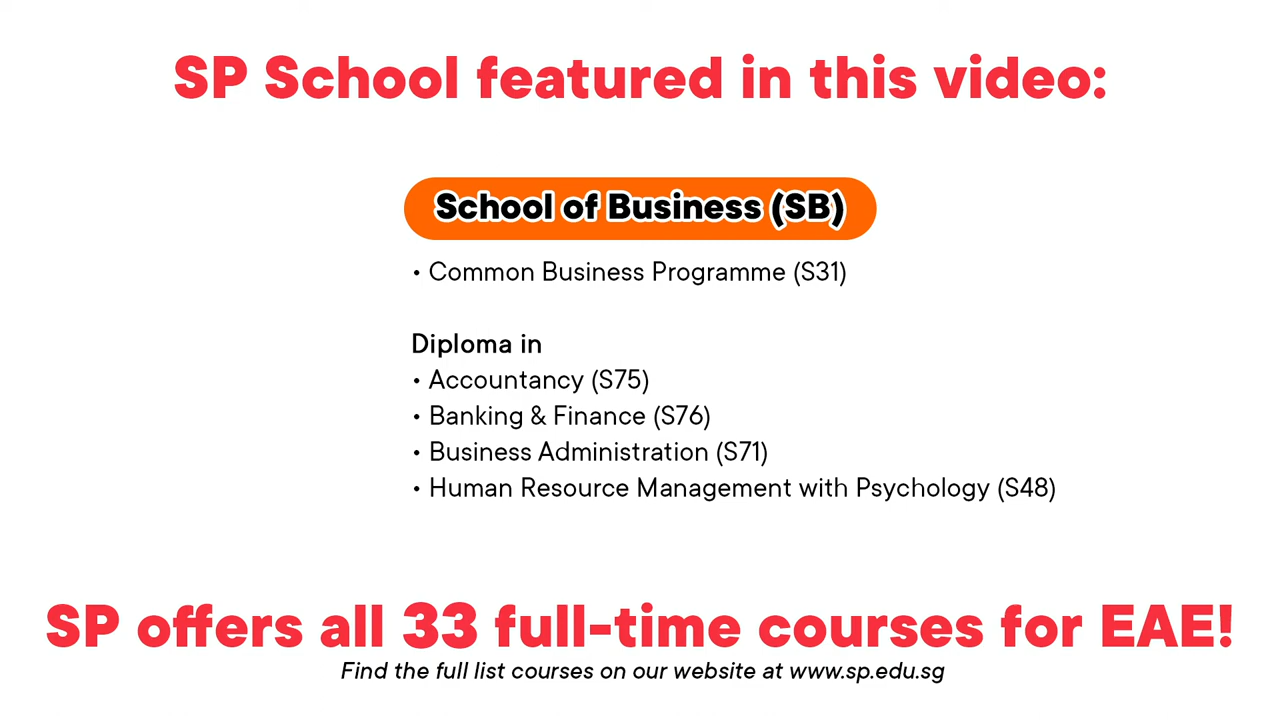 SP School featured in this video:
School of Business (SB)
• Common Business Programme (S31)
Diploma in
• Accountancy (S75)
• Banking & Finance (S76)
• Business Administration (S71)
• Human Resource Management with Psychology (S48)
SP offers all 33 full-time courses for EAE!
Find the full list courses on our website at www.sp.edu.sg